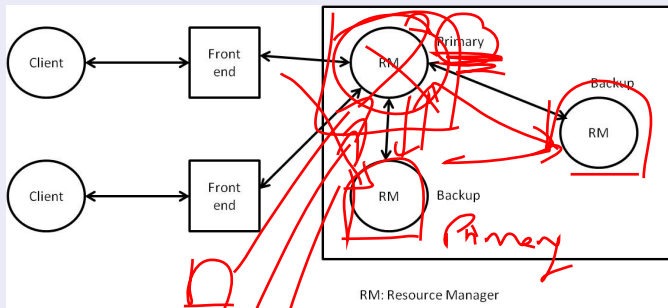 Primary
Client
Front
end
RM
Backup
RM
Client
Front
end
RM
Backup
Primary
RM: Resource Manager